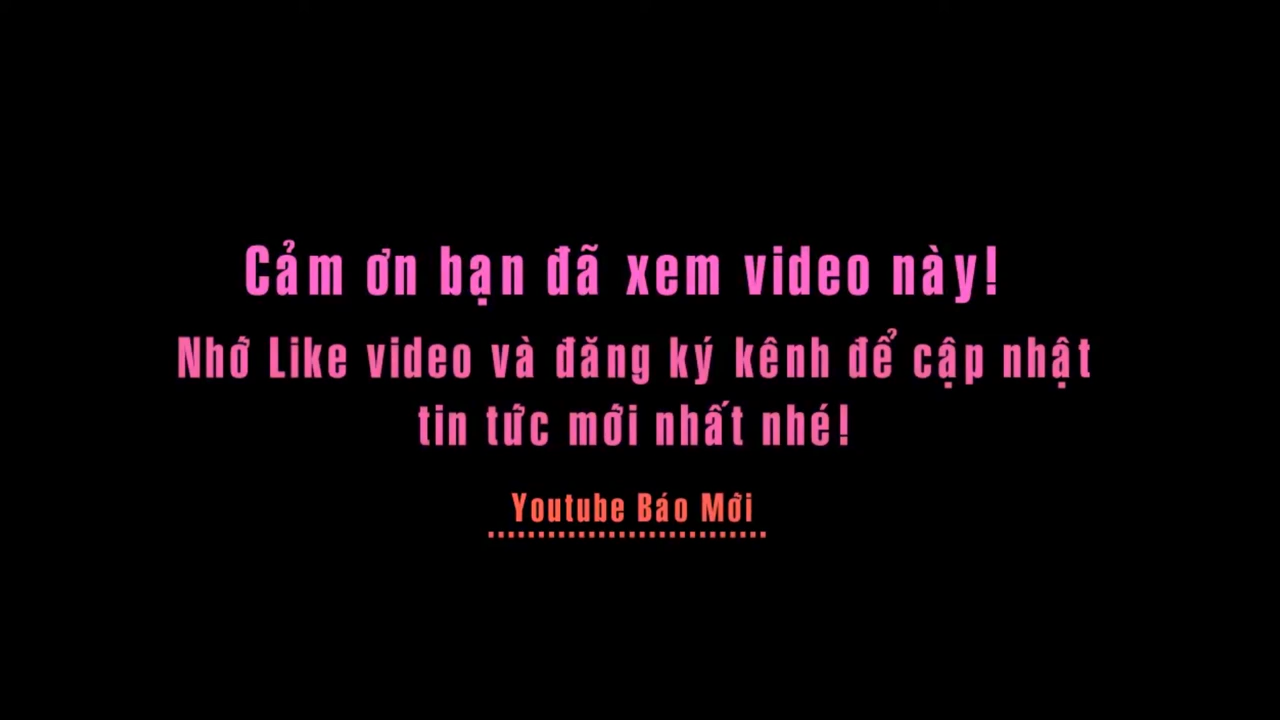 Cảm ơn bạn đã xem video này!
Nhớ Like video và đăng ký kênh để cập nhật
tin tức mới nhất nhé!
Youtube Báo Mới